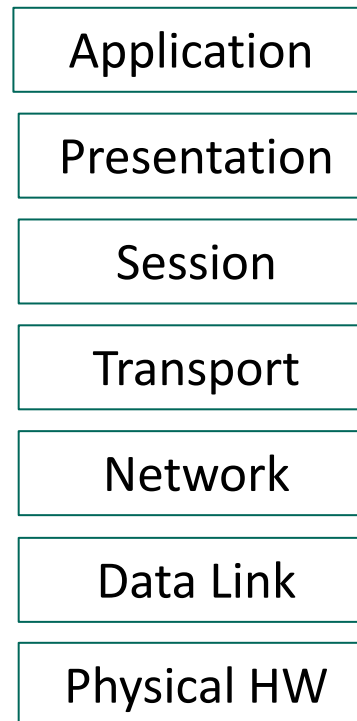 Application
Presentation
Session
Transport
Network
Data Link
Physical HW